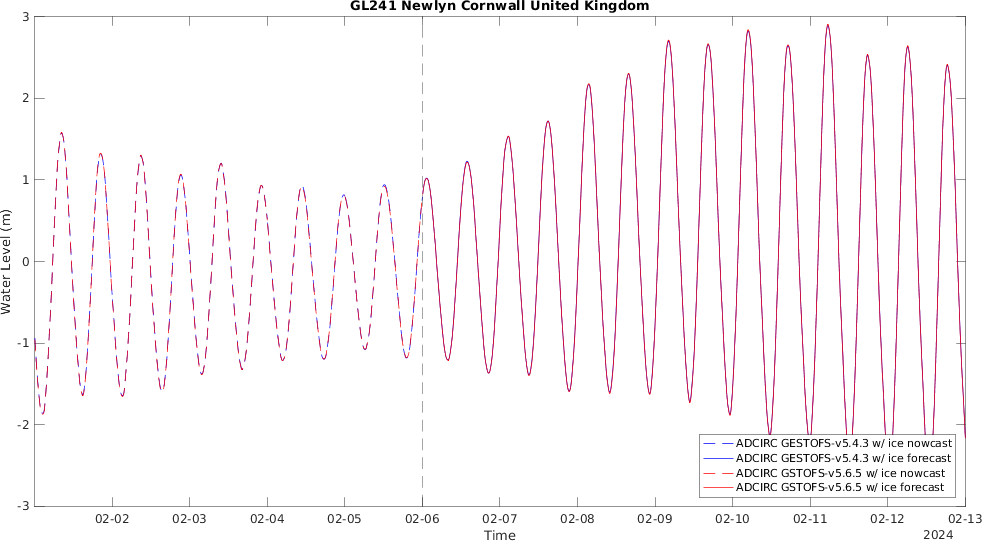 GL241 Newlyn Cornwall United Kingdom
3
2
1
0
-1
-2
-3
Water Level (m)
ADCIRC GESTOFS-v5.4.3 w/ ice nowcast
ADCIRC GESTOFS-v5.4.3 w/ ice forecast
ADCIRC GSTOFS-v5.6.5 w/ ice nowcast
ADCIRC GSTOFS-v5.6.5 w/ ice forecast
02-02 02-03 02-04 02-05 02-06 02-07 02-08 02-09 02-10 02-11 02-12 02-13
Time
2024